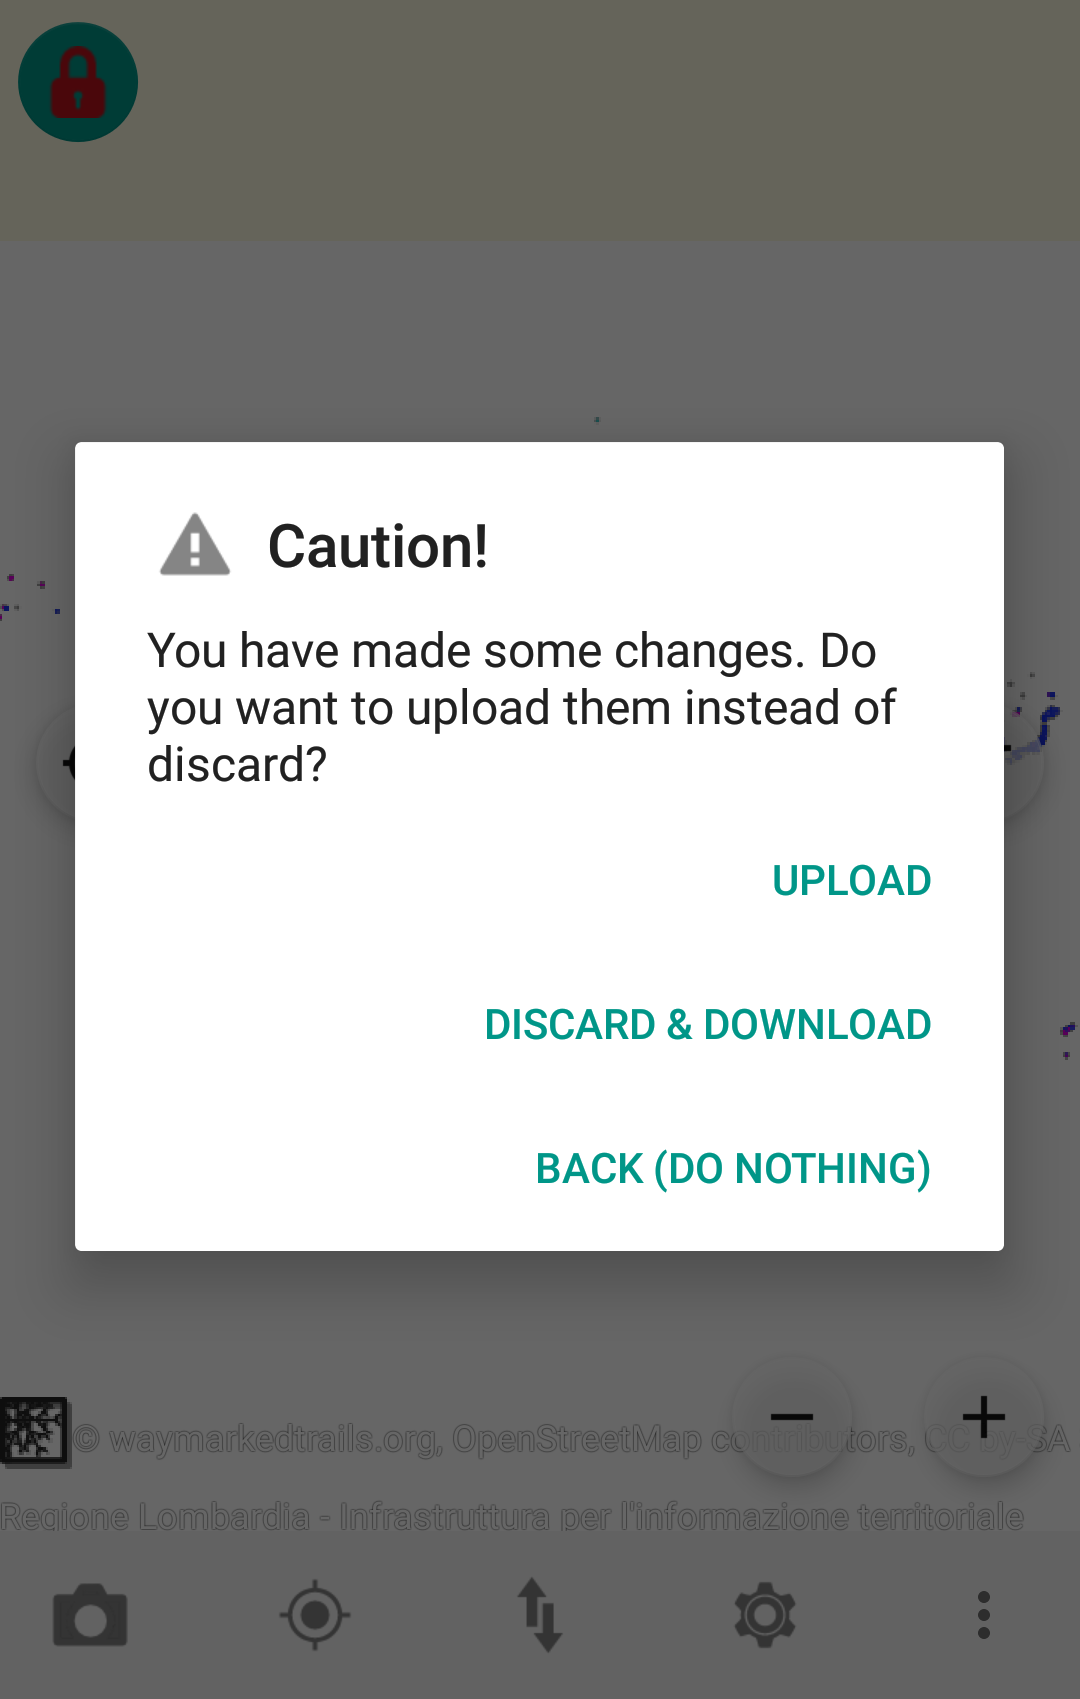 Caution!
You have made some changes. Do
you want to upload them instead of
discard?
UPLOAD
DISCARD & DOWNLOAD
BACK (DO NOTHING)
© waymarkedtrails.org, OpenStreetMap contributors, CC by-SA
Regione Lombardia - Infrastruttura per l'informazione territoriale